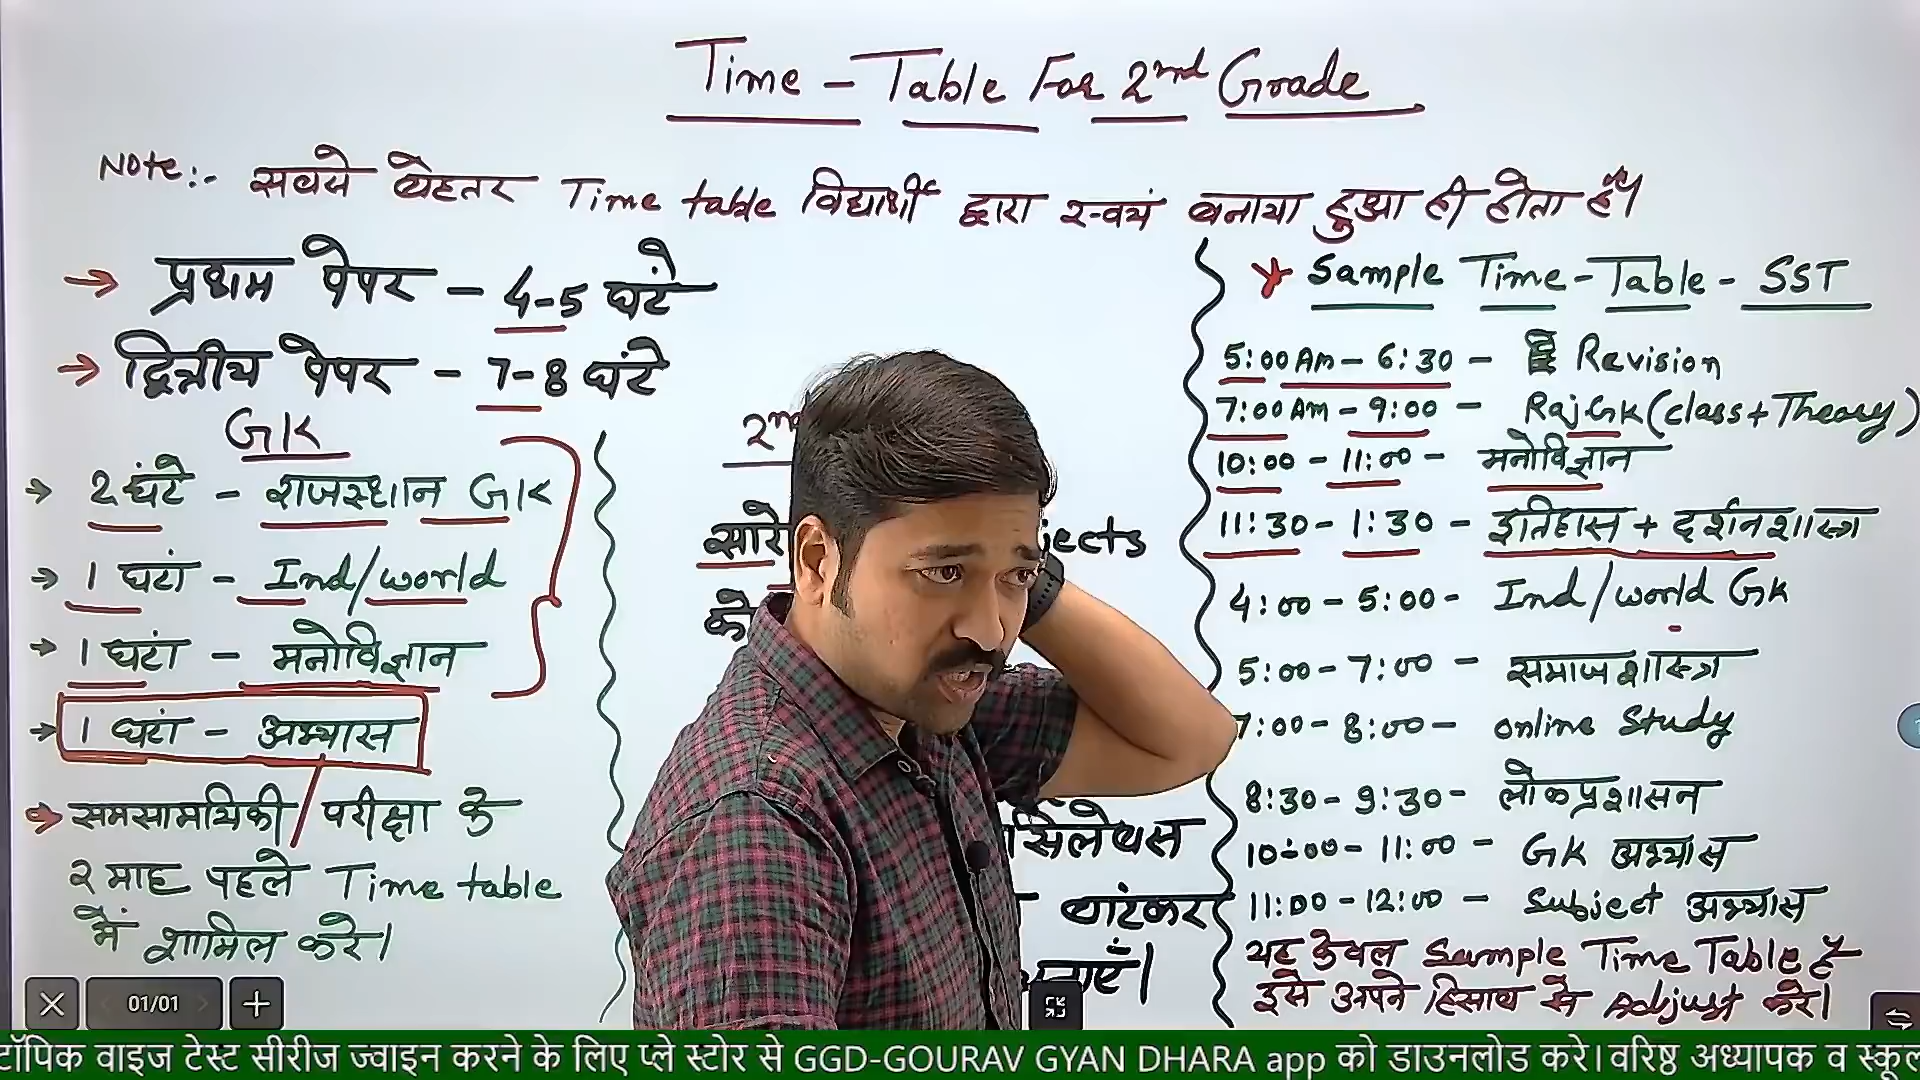 Time - Table For 2nd Grade
Note:- सबसे बेहतर Time table विद्यार्थी द्वारा स्वयं बनाया हुआ ही होता है।
→ प्रथम पेपर - 4-5 घंटे
→ द्वितीय पेपर - 7-8 घंटे
GK
→ 2 घंटे - राजस्थान GK
→ 1 घंटा - Ind/world
→ 1 घंटा - मनोविज्ञान
→ 1 घंटा - अभ्यास
→ समसामयिकी / परीक्षा के
2 माह पहले Time table
में शामिल करे।
2nd
सारे
के
सिलेबस
बांटकर
Sample Time-Table - SST
5:00 Am - 6:30 - Revision
7:00 Am - 9:00 - Raj GK (class + Theory)
10:00 - 11:00 - मनोविज्ञान
11:30 - 1:30 - इतिहास + दर्शनशास्त्र
4:00 - 5:00 - Ind/world GK
5:00 - 7:00 - समाजशास्त्र
7:00 - 8:00 - online Study
8:30 - 9:30 - लोकप्रशासन
10:00 - 11:00 - GK अभ्यास
11:00 - 12:00 - Subject अभ्यास
यह केवल Sample Time Table है
इसे अपने हिसाब से Adjust करे।
01/01
टॉपिक वाइज टेस्ट सीरीज ज्वाइन करने के लिए प्ले स्टोर से GGD-GOURAV GYAN DHARA app को डाउनलोड करे। वरिष्ठ अध्यापक व स्कूल